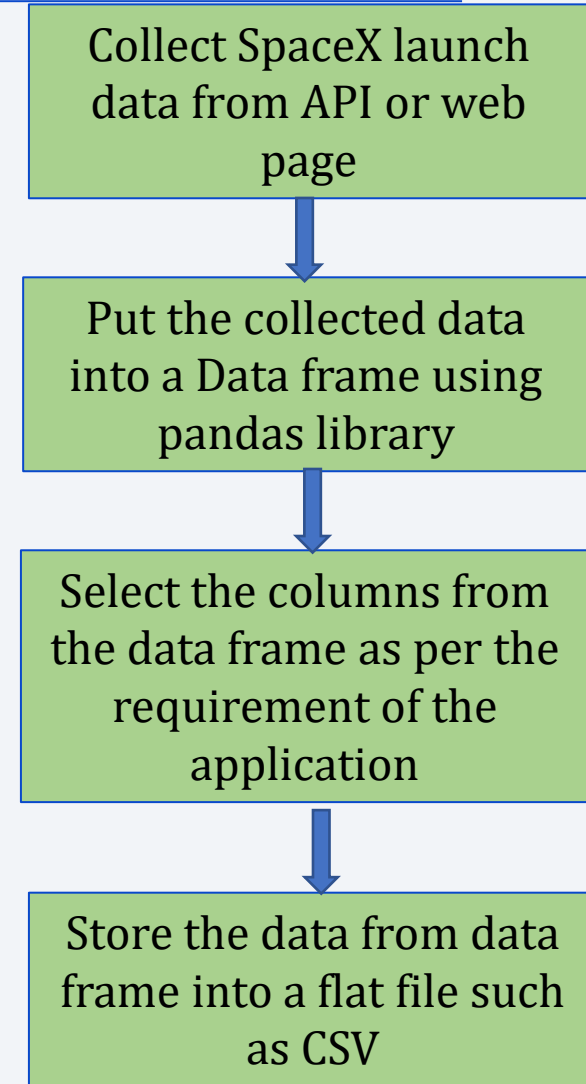 Collect SpaceX launch
data from API or web
page
Put the collected data
into a Data frame using
pandas library
Select the columns from
the data frame as per the
requirement of the
application
Store the data from data
frame into a flat file such
as CSV